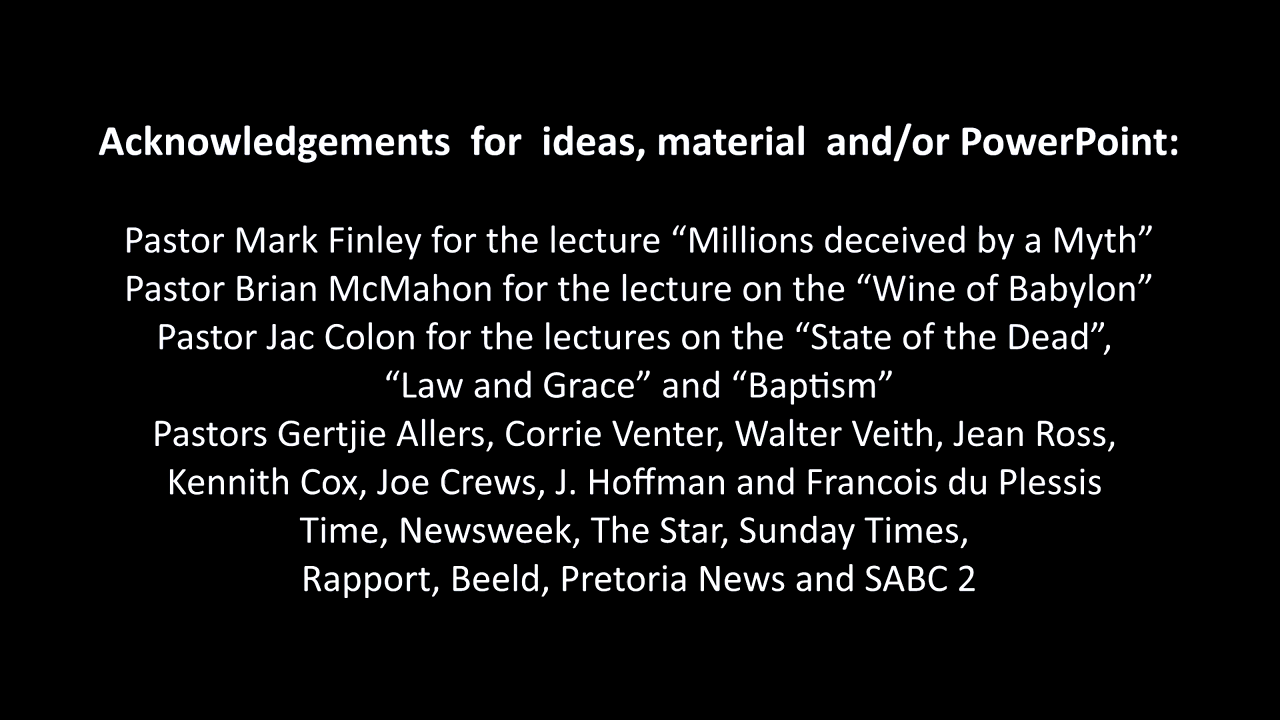 Acknowledgements for ideas, material and/or PowerPoint:
Pastor Mark Finley for the lecture “Millions deceived by a Myth”
Pastor Brian McMahon for the lecture on the “Wine of Babylon”
Pastor Jac Colon for the lectures on the “State of the Dead”,
“Law and Grace” and “Baptism”
Pastors Gertjie Allers, Corrie Venter, Walter Veith, Jean Ross,
Kennith Cox, Joe Crews, J. Hoffman and Francois du Plessis
Time, Newsweek, The Star, Sunday Times,
Rapport, Beeld, Pretoria News and SABC 2